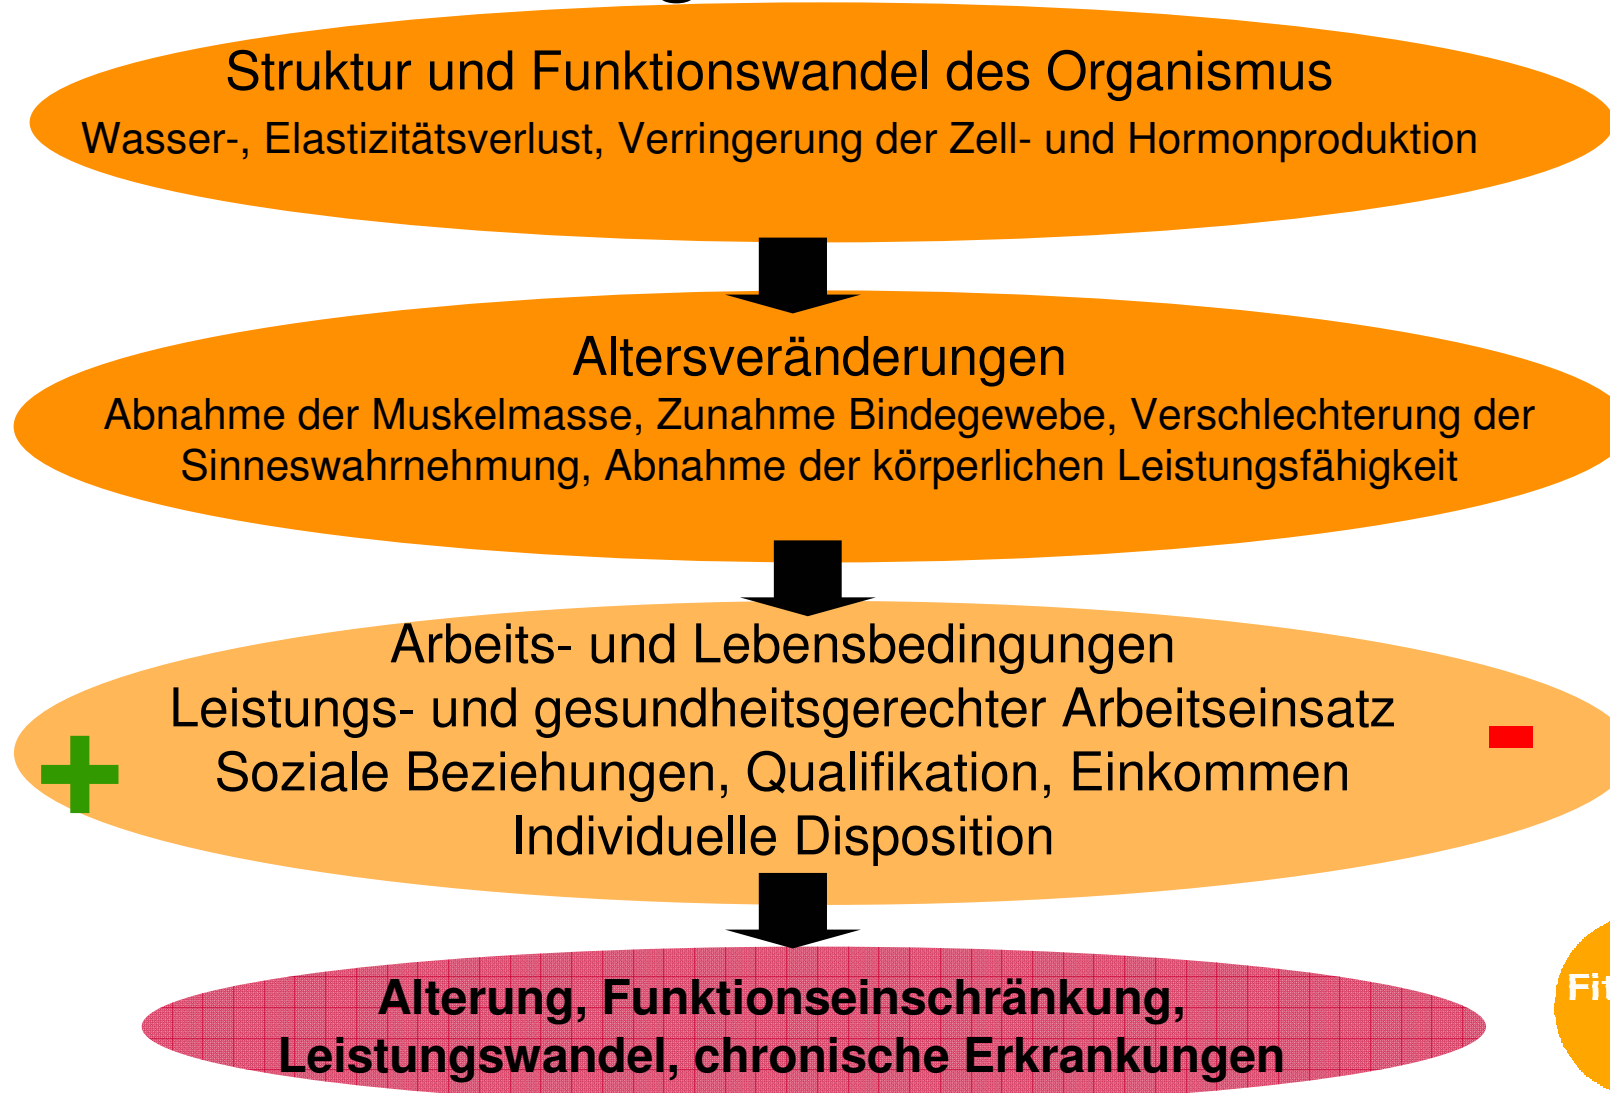 Struktur und Funktionswandel des Organismus
Wasser-, Elastizitätsverlust, Verringerung der Zell- und Hormonproduktion
Altersveränderungen
Abnahme der Muskelmasse, Zunahme Bindegewebe, Verschlechterung der
Sinneswahrnehmung, Abnahme der körperlichen Leistungsfähigkeit
Arbeits- und Lebensbedingungen
Leistungs- und gesundheitsgerechter Arbeitseinsatz
+ -
Soziale Beziehungen, Qualifikation, Einkommen
Individuelle Disposition
Alterung, Funktionseinschränkung,
Leistungswandel, chronische Erkrankungen
Fit